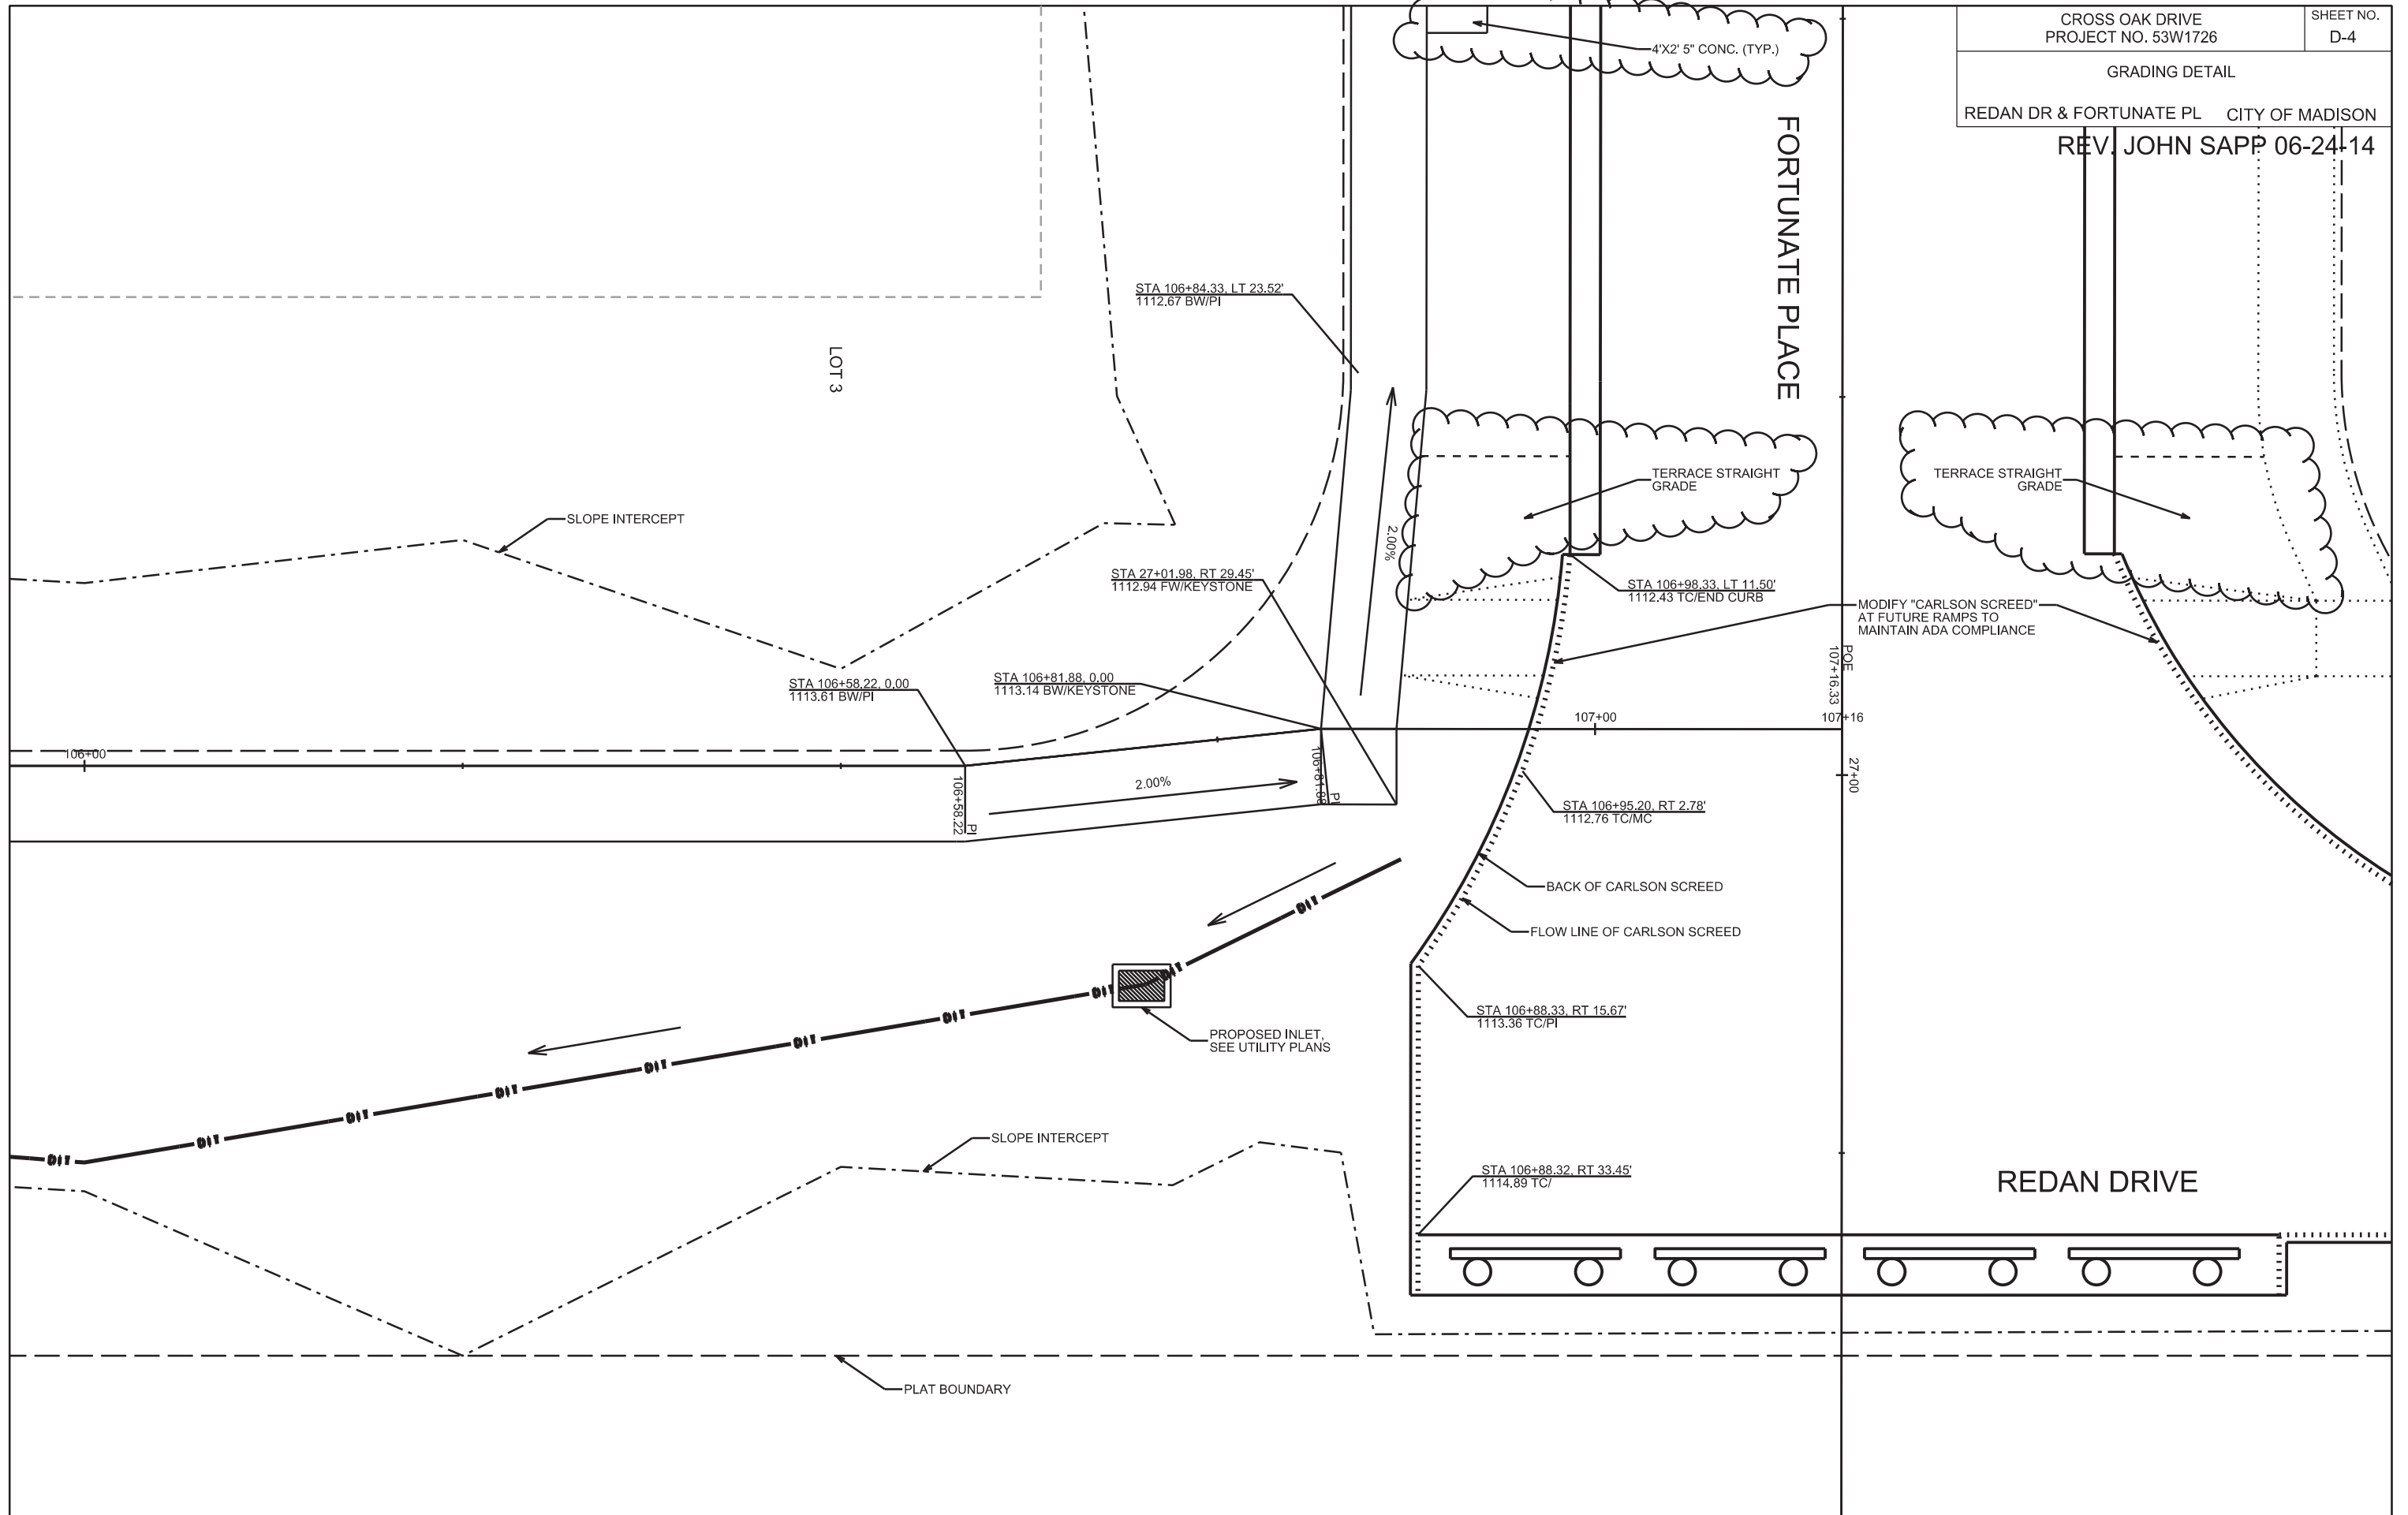 CROSS OAK DRIVE
PROJECT NO. 53W1726
SHEET NO.
D-4
GRADING DETAIL
REDAN DR & FORTUNATE PL CITY OF MADISON
REV. JOHN SAPP 06-24-14
4'X2' 5" CONC. (TYP.)
FORTUNATE PLACE
STA 106+84.33, LT 23.52'
1112.67 BW/PI
LOT 3
TERRACE STRAIGHT
GRADE
TERRACE STRAIGHT
GRADE
SLOPE INTERCEPT
2.00%
STA 27+01.98, RT 29.45'
1112.94 FW/KEYSTONE
STA 106+98.33, LT 11.50'
1112.43 TC/END CURB
MODIFY "CARLSON SCREED"
AT FUTURE RAMPS TO
MAINTAIN ADA COMPLIANCE
POE
107+16.33
STA 106+58.22, 0.00
1113.61 BW/PI
STA 106+81.88, 0.00
1113.14 BW/KEYSTONE
107+00
107+16
106+00
27+00
2.00%
PI
106+58.22
PI
106+81.88
STA 106+95.20, RT 2.78'
1112.76 TC/MC
BACK OF CARLSON SCREED
FLOW LINE OF CARLSON SCREED
STA 106+88.33, RT 15.67'
1113.36 TC/PI
PROPOSED INLET,
SEE UTILITY PLANS
SLOPE INTERCEPT
STA 106+88.32, RT 33.45'
1114.89 TC/
REDAN DRIVE
PLAT BOUNDARY